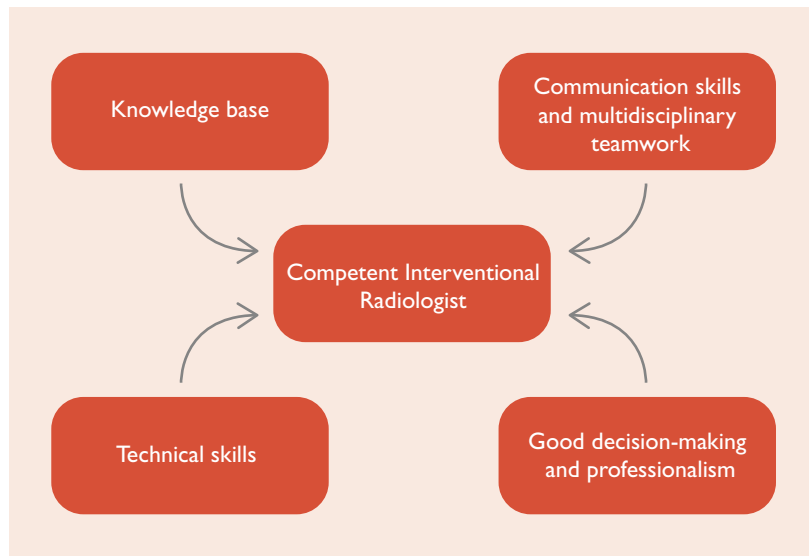 Knowledge base
Communication skills
and multidisciplinary
teamwork
Competent Interventional
Radiologist
Technical skills
Good decision-making
and professionalism